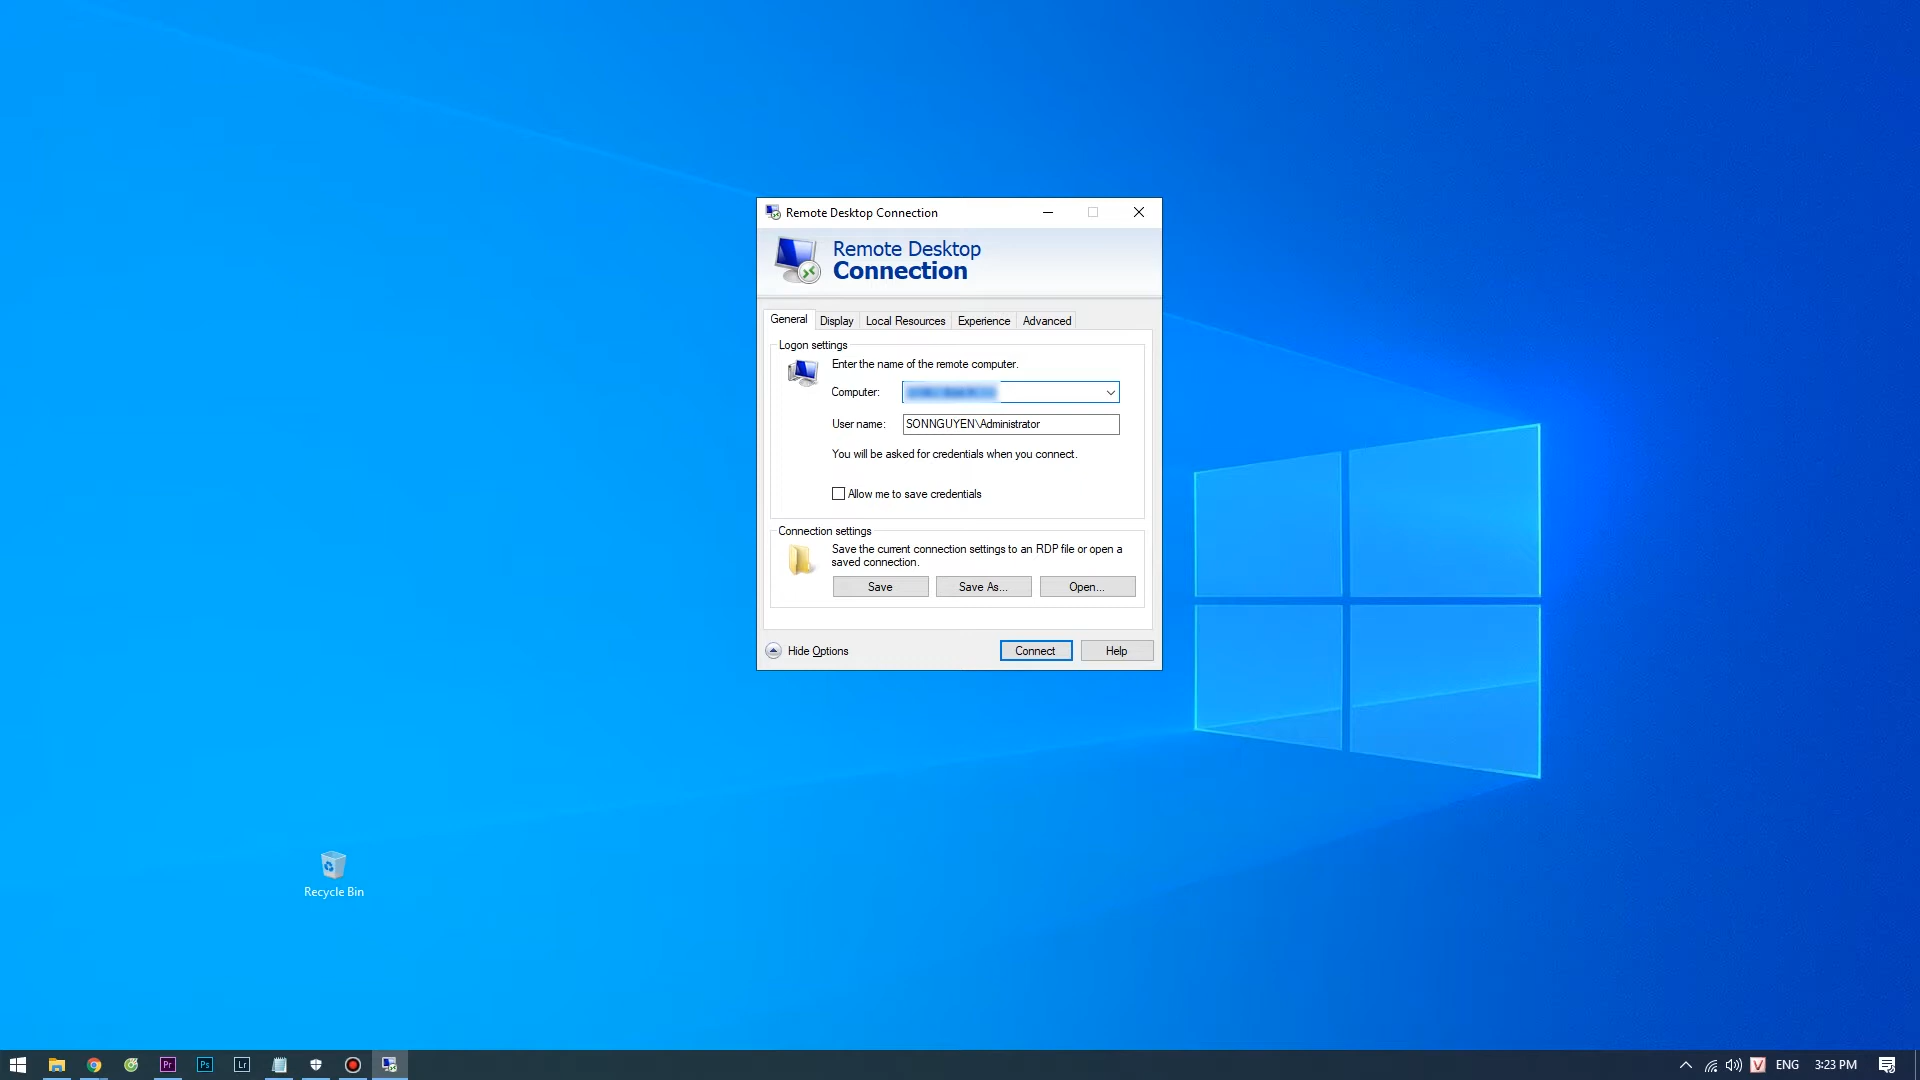 Remote Desktop Connection
Remote Desktop
Connection
General
Display
Local Resources
Experience
Advanced
Logon settings
Enter the name of the remote computer.
Computer:
User name:
SONNGUYEN\Administrator
You will be asked for credentials when you connect.
Allow me to save credentials
Connection settings
Save the current connection settings to an RDP file or open a
saved connection.
Save
Save As...
Open...
Hide Options
Connect
Help
Recycle Bin
Pr
Ps
Lr
V
ENG
3:23 PM